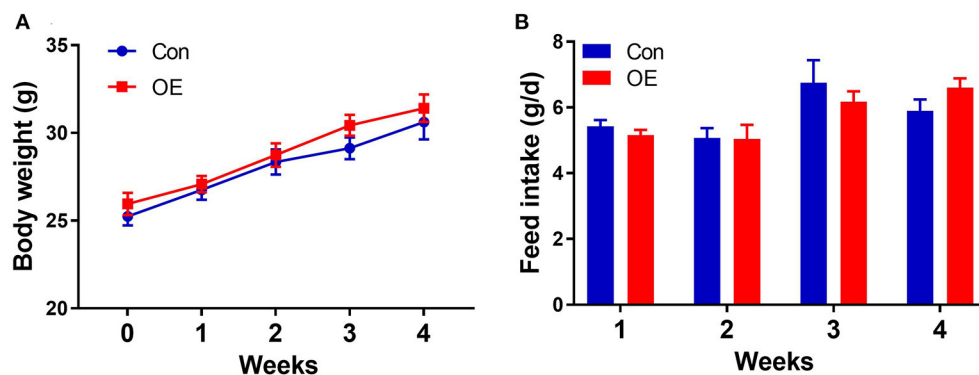 A
Body weight (g)
35
30
25
20
Con
OE
0 1 2 3 4
Weeks
B
Feed intake (g/d)
8
6
4
2
0
Con
OE
1 2 3 4
Weeks